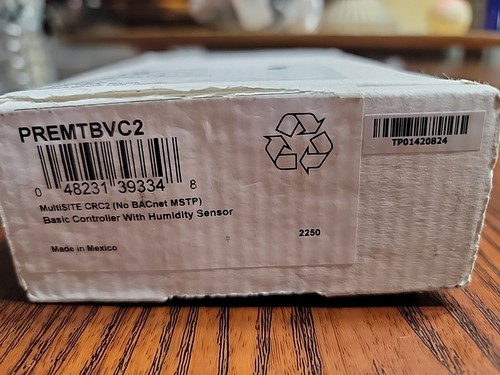 PREMTBVC2
0 48231 39334 8
MultiSITE CRC2 (No BACnet MSTP)
Basic Controller With Humidity Sensor
2250
Made in Mexico
TP01420824